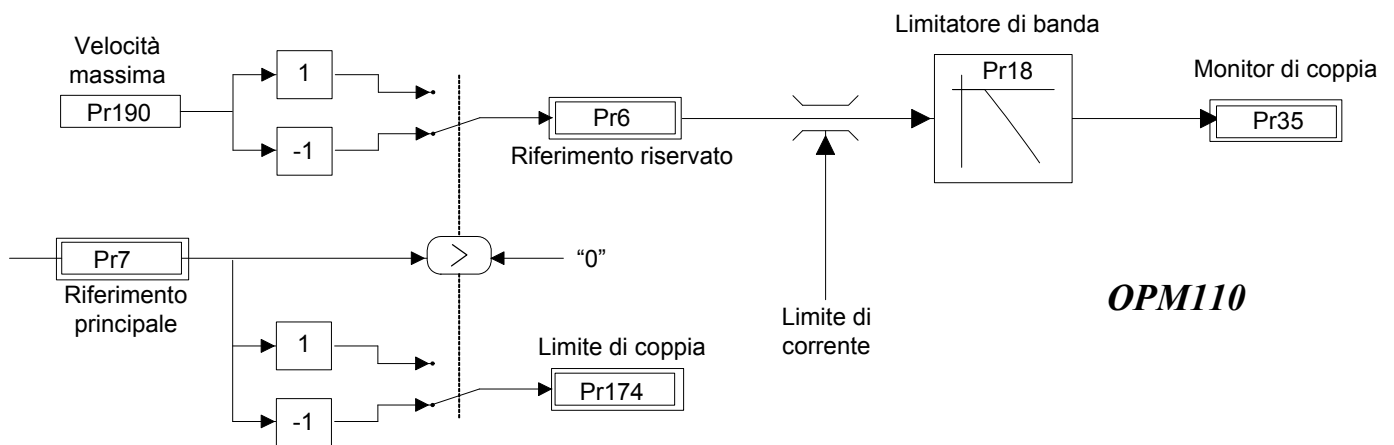 Velocità
massima
Pr190
1
-1
Pr6
Riferimento riservato
Limitatore di banda
Pr18
Monitor di coppia
Pr35
Pr7
Riferimento
principale
>
“0”
Limite di
corrente
OPM110
1
-1
Limite di coppia
Pr174